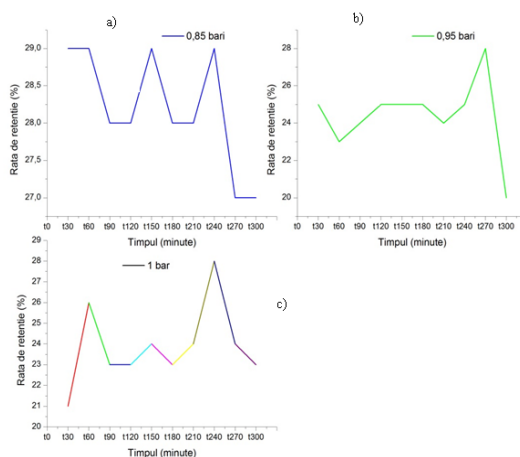 a)
0,85 bari
29,0
28,5
28,0
27,5
27,0
Rata de retentie (%)
t0 t30 t60 t90 t120 t150 t180 t210 t240 t270 t300
Timpul (minute)
b)
0,95 bari
28
26
24
22
20
Rata de retentie (%)
t0 t30 t60 t90 t120 t150 t180 t210 t240 t270 t300
Timpul (minute)
c)
1 bar
29
28
27
26
25
24
23
22
21
20
Rata de retentie (%)
t0 t30 t60 t90 t120 t150 t180 t210 t240 t270 t300
Timpul (minute)